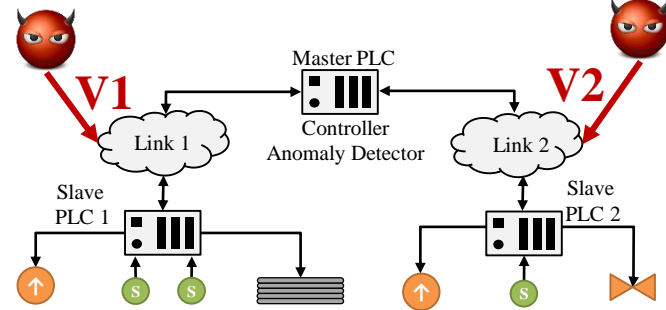 Master PLC
V1
V2
Link 1
Controller
Anomaly Detector
Link 2
Slave
PLC 1
Slave
PLC 2
S
S
S